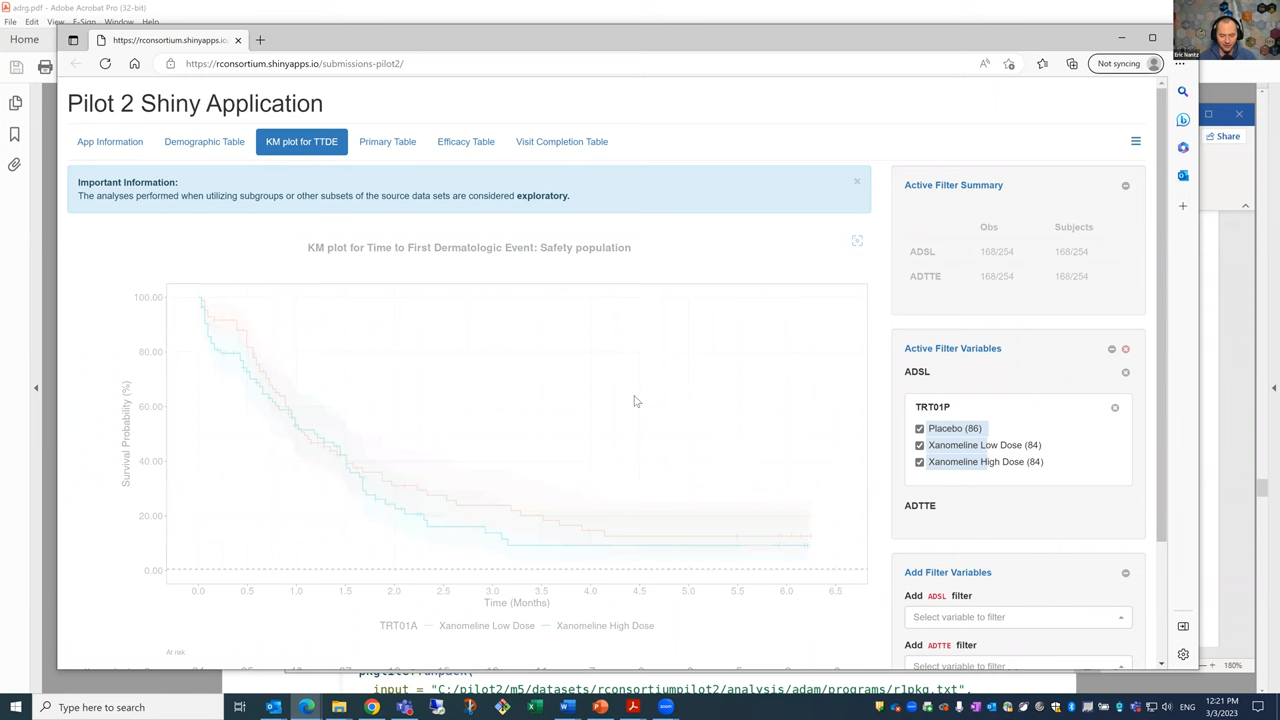 adrg.pdf - Adobe Acrobat Pro (64-bit)
File Edit View E-Sign Window Help
Home
https://rconsortium.shinyapps.io
https://rconsortium.shinyapps.io/submissions-pilot2/
Not syncing
Eric Nantz
Share
Pilot 2 Shiny Application
App Information Demographic Table KM plot for TTDE Primary Table Efficacy Table Visit Completion Table
Important Information:
The analyses performed when utilizing subgroups or other subsets of the source data sets are considered exploratory.
KM plot for Time to First Dermatologic Event: Safety population
100.00
80.00
60.00
40.00
20.00
0.00
Survival Probability (%)
0.0 0.5 1.0 1.5 2.0 2.5 3.0 3.5 4.0 4.5 5.0 5.5 6.0 6.5
Time (Months)
TRT01A Xanomeline Low Dose Xanomeline High Dose
At risk
Active Filter Summary
Obs Subjects
ADSL 168/254 168/254
ADTTE 168/254 168/254
Active Filter Variables
ADSL
TRT01P
Placebo (86)
Xanomeline Low Dose (84)
Xanomeline High Dose (84)
ADTTE
Add Filter Variables
Add ADSL filter
Select variable to filter
Add ADTTE filter
Select variable to filter
180%
input = "C:/pilot2/m5/datasets/rconsortiumpilot2/analysis/adam/programs/r1pkg.txt",
Type here to search
ENG
12:21 PM
3/3/2023